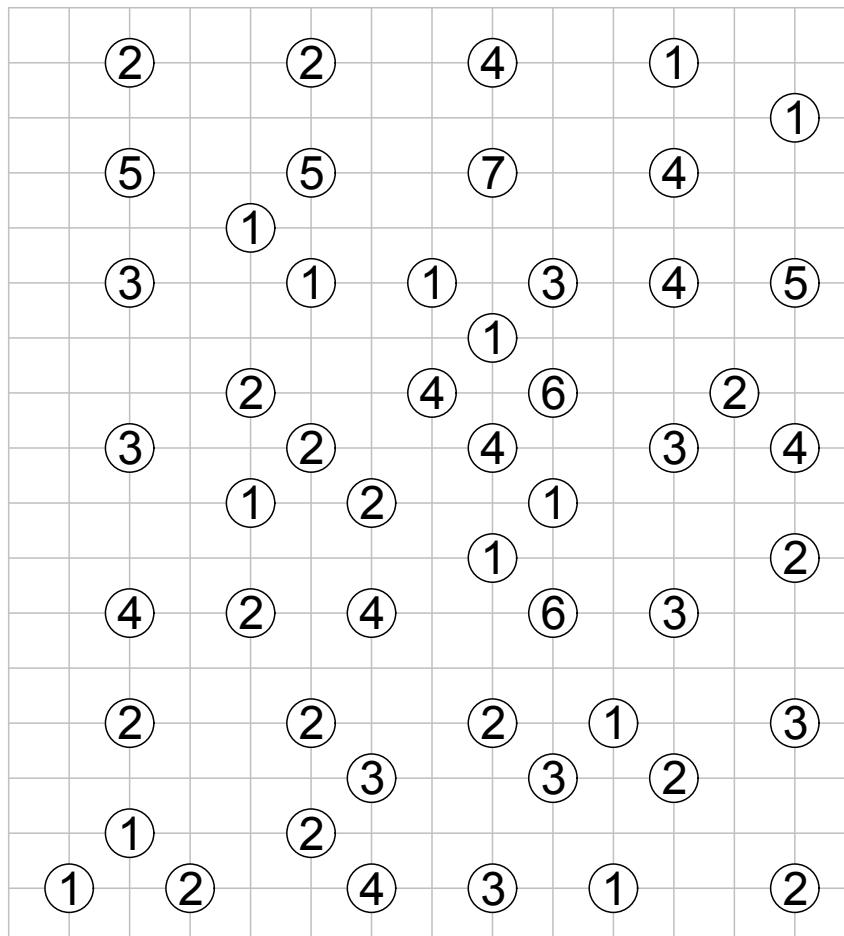 2 2 4 1
1
5 5 7 4
1
3 1 1 3 4 5
1
2 4 6 2
3 2 4 3 4
1 2 1
1 2
4 2 4 6 3
2 2 2 1 3
3 3 2
1 2
1 2 4 3 1 2